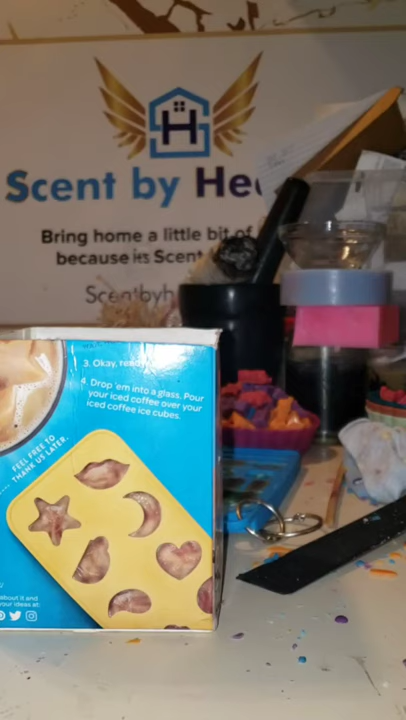 H
Scent by
Bring home a little bit of
because its Scent
Scentbyh
3. Okay,
4. Drop 'em into a glass. Pour
your iced coffee over your
iced coffee ice cubes.
FEEL FREE TO
THANK US LATER.
about it and
your ideas at: